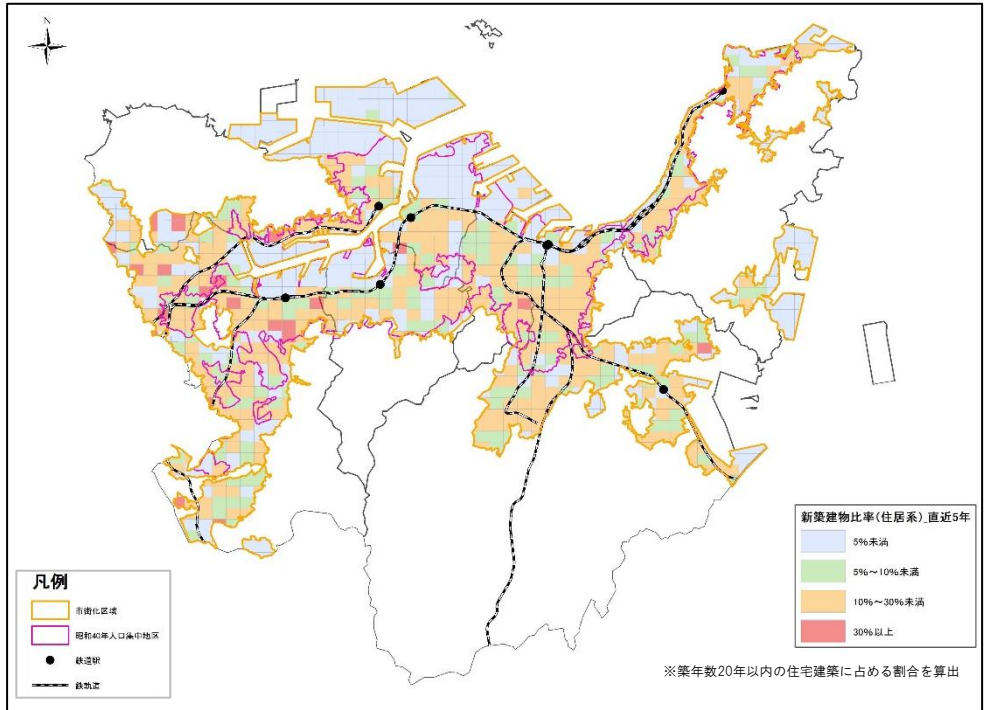 N
新築建物比率(住居系)_直近5年
5%未満
5%~10%未満
10%~30%未満
30%以上
凡例
市街化区域
昭和40年人口集中地区
鉄道駅
鉄軌道
※築年数20年以内の住宅建築に占める割合を算出